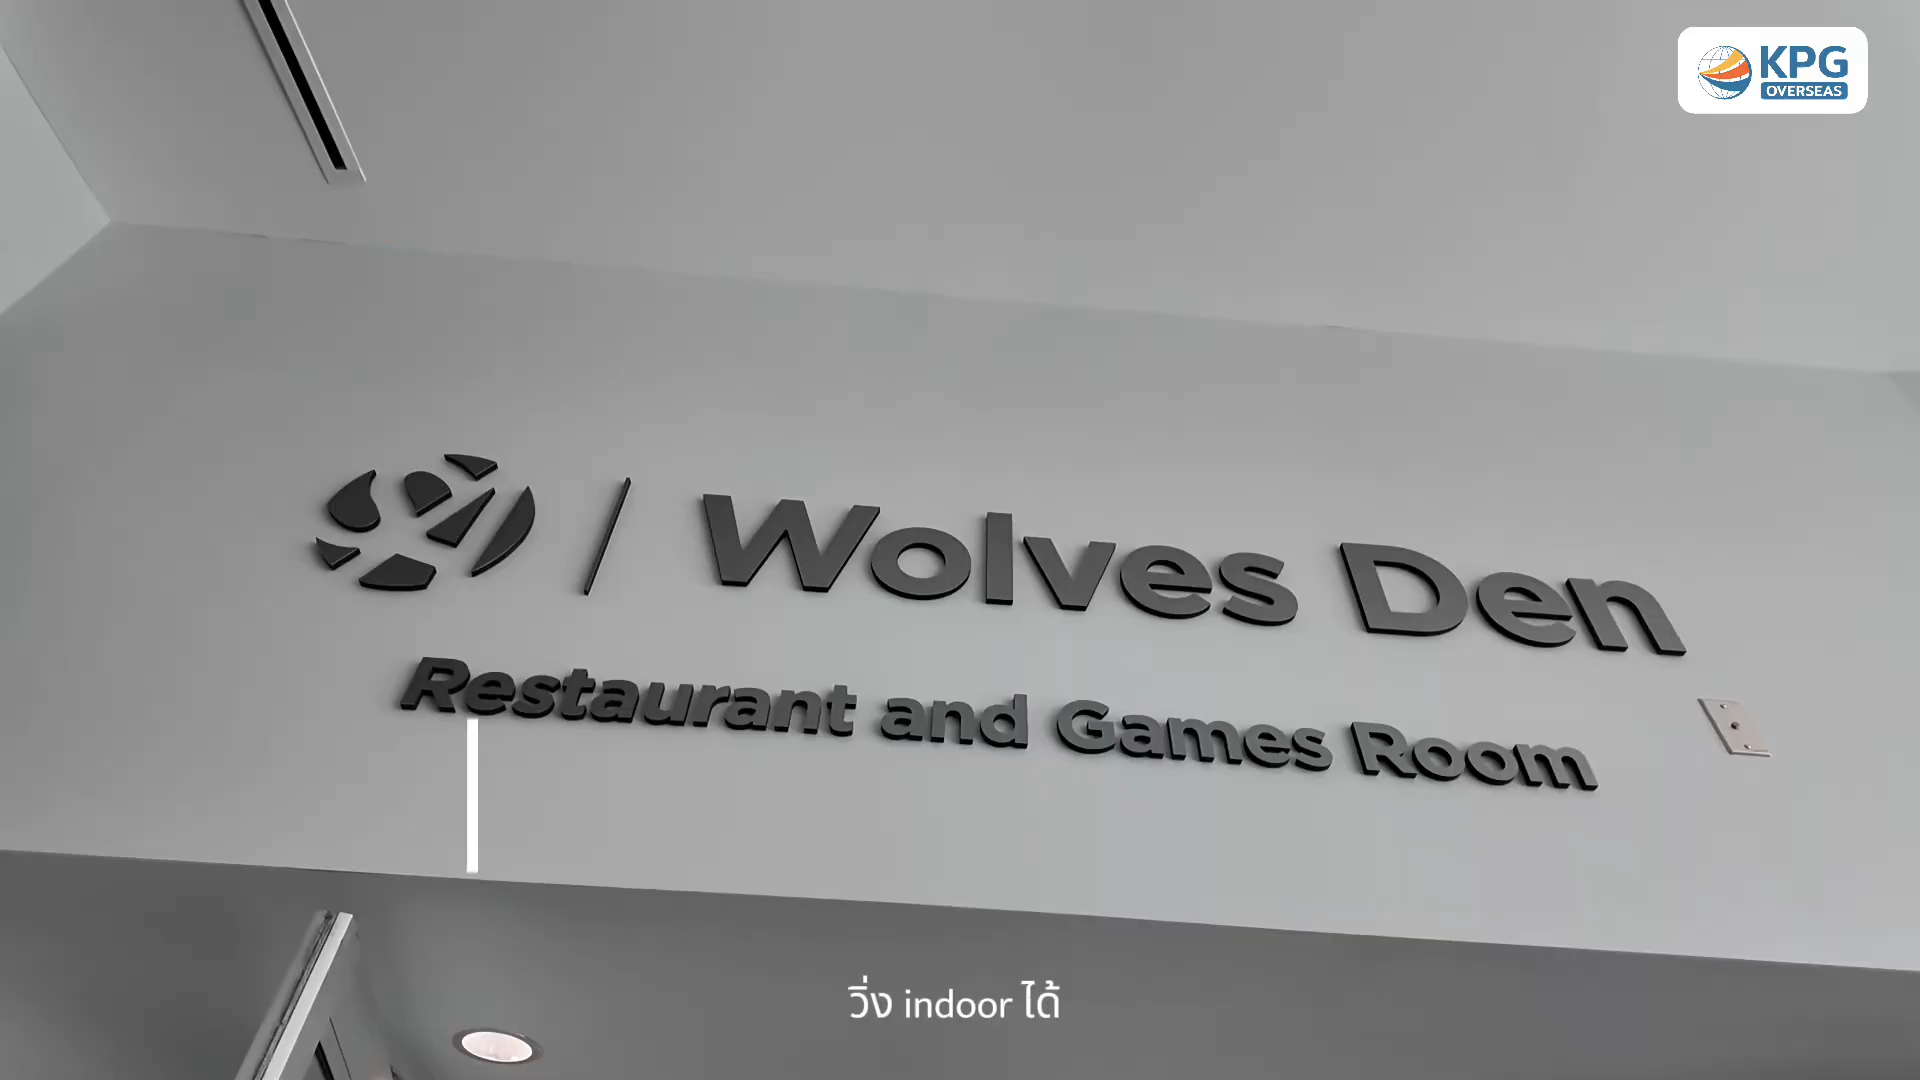 KPG
OVERSEAS
Wolves Den
Restaurant and Games Room
วิ่ง indoor ได้